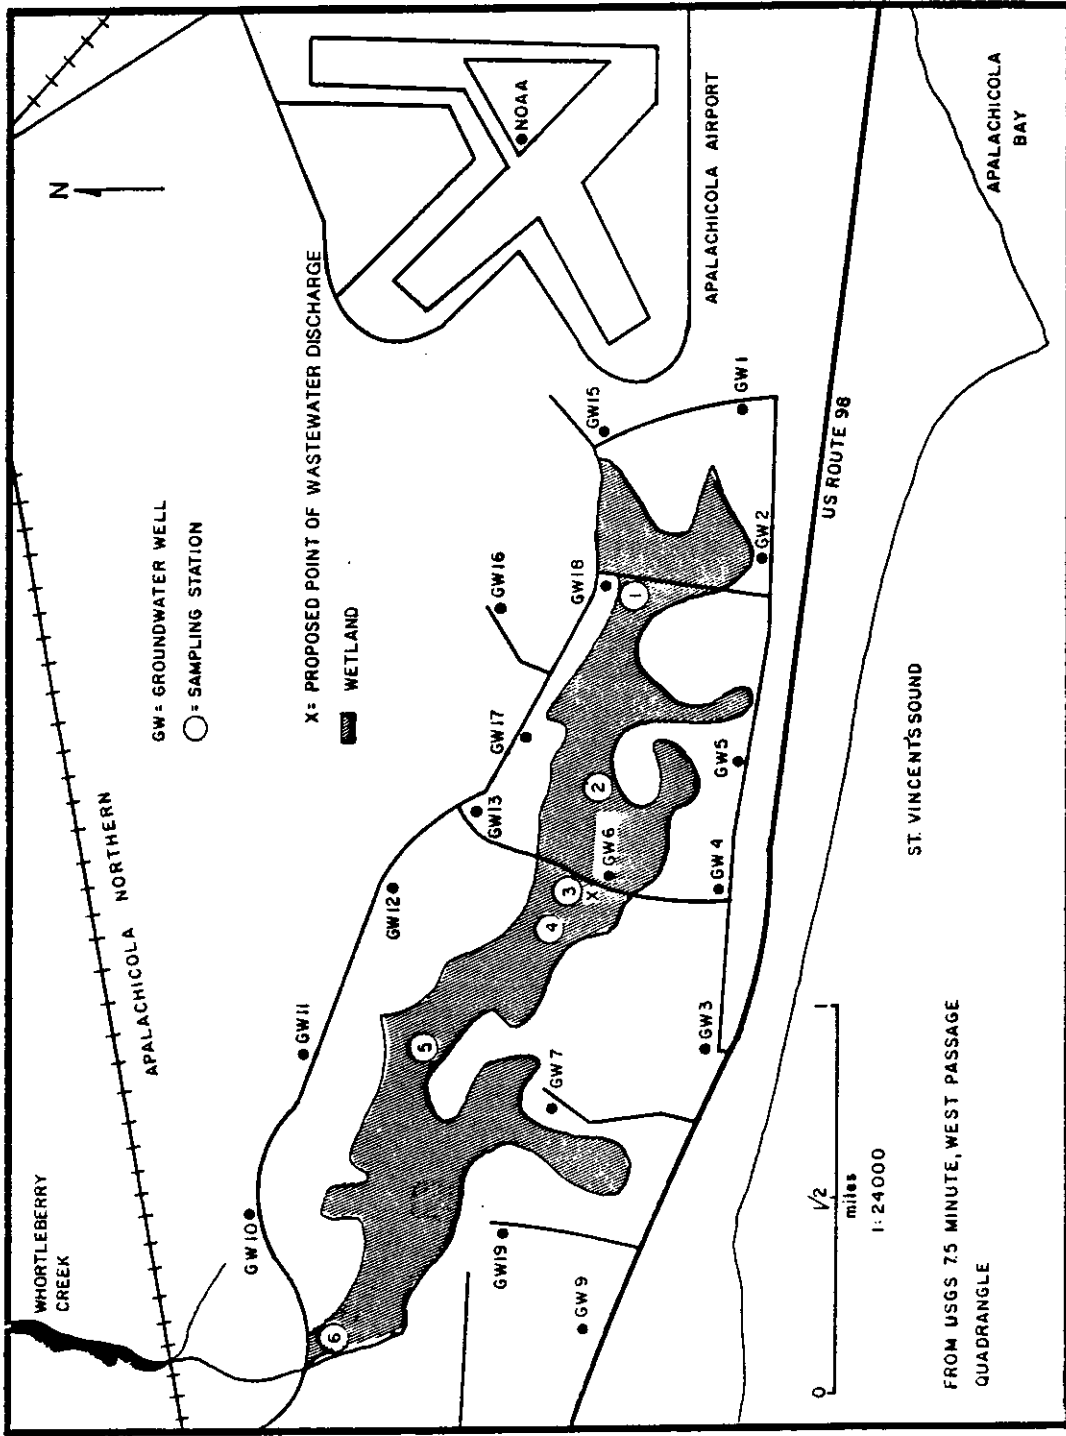 WHORTLEBERRY
CREEK
APALACHICOLA NORTHERN
N
GW = GROUNDWATER WELL
○ = SAMPLING STATION
X = PROPOSED POINT OF WASTEWATER DISCHARGE
WETLAND
NOAA
APALACHICOLA AIRPORT
APALACHICOLA
BAY
GW10
GW11
GW12
GW13
GW17
GW16
GW18
GW15
GW1
GW2
GW5
GW4
GW6
X
GW3
GW7
GW19
GW9
1
2
3
4
5
6
US ROUTE 98
ST. VINCENT'S SOUND
0 1/2 1
miles
1:24000
FROM USGS 7.5 MINUTE, WEST PASSAGE
QUADRANGLE